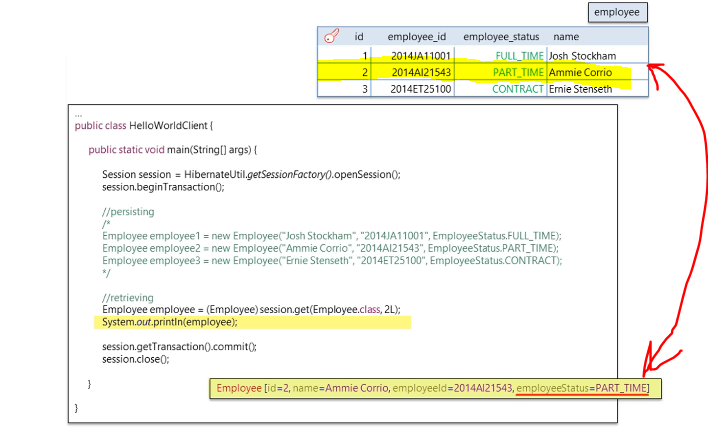 employee
id employee_id employee_status name
1 2014JA11001 FULL_TIME Josh Stockham
2 2014AI21543 PART_TIME Ammie Corrio
3 2014ET25100 CONTRACT Ernie Stenseth
...
public class HelloWorldClient {
public static void main(String[] args) {
Session session = HibernateUtil.getSessionFactory().openSession();
session.beginTransaction();
//persisting
/*
Employee employee1 = new Employee("Josh Stockham", "2014JA11001", EmployeeStatus.FULL_TIME);
Employee employee2 = new Employee("Ammie Corrio", "2014AI21543", EmployeeStatus.PART_TIME);
Employee employee3 = new Employee("Ernie Stenseth", "2014ET25100", EmployeeStatus.CONTRACT);
*/
//retrieving
Employee employee = (Employee) session.get(Employee.class, 2L);
System.out.println(employee);
session.getTransaction().commit();
session.close();
}
Employee [id=2, name=Ammie Corrio, employeeId=2014AI21543, employeeStatus=PART_TIME]
}